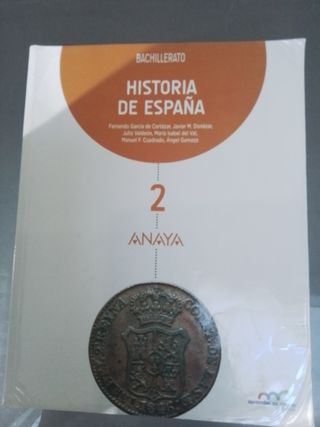 BACHILLERATO
HISTORIA
DE ESPAÑA
Fernando García de Cortázar, Javier M. Donézar,
Julio Valdeón, María Isabel del Val,
Manuel P. Cuadrado, Ángel Gamazo
2
ANAYA